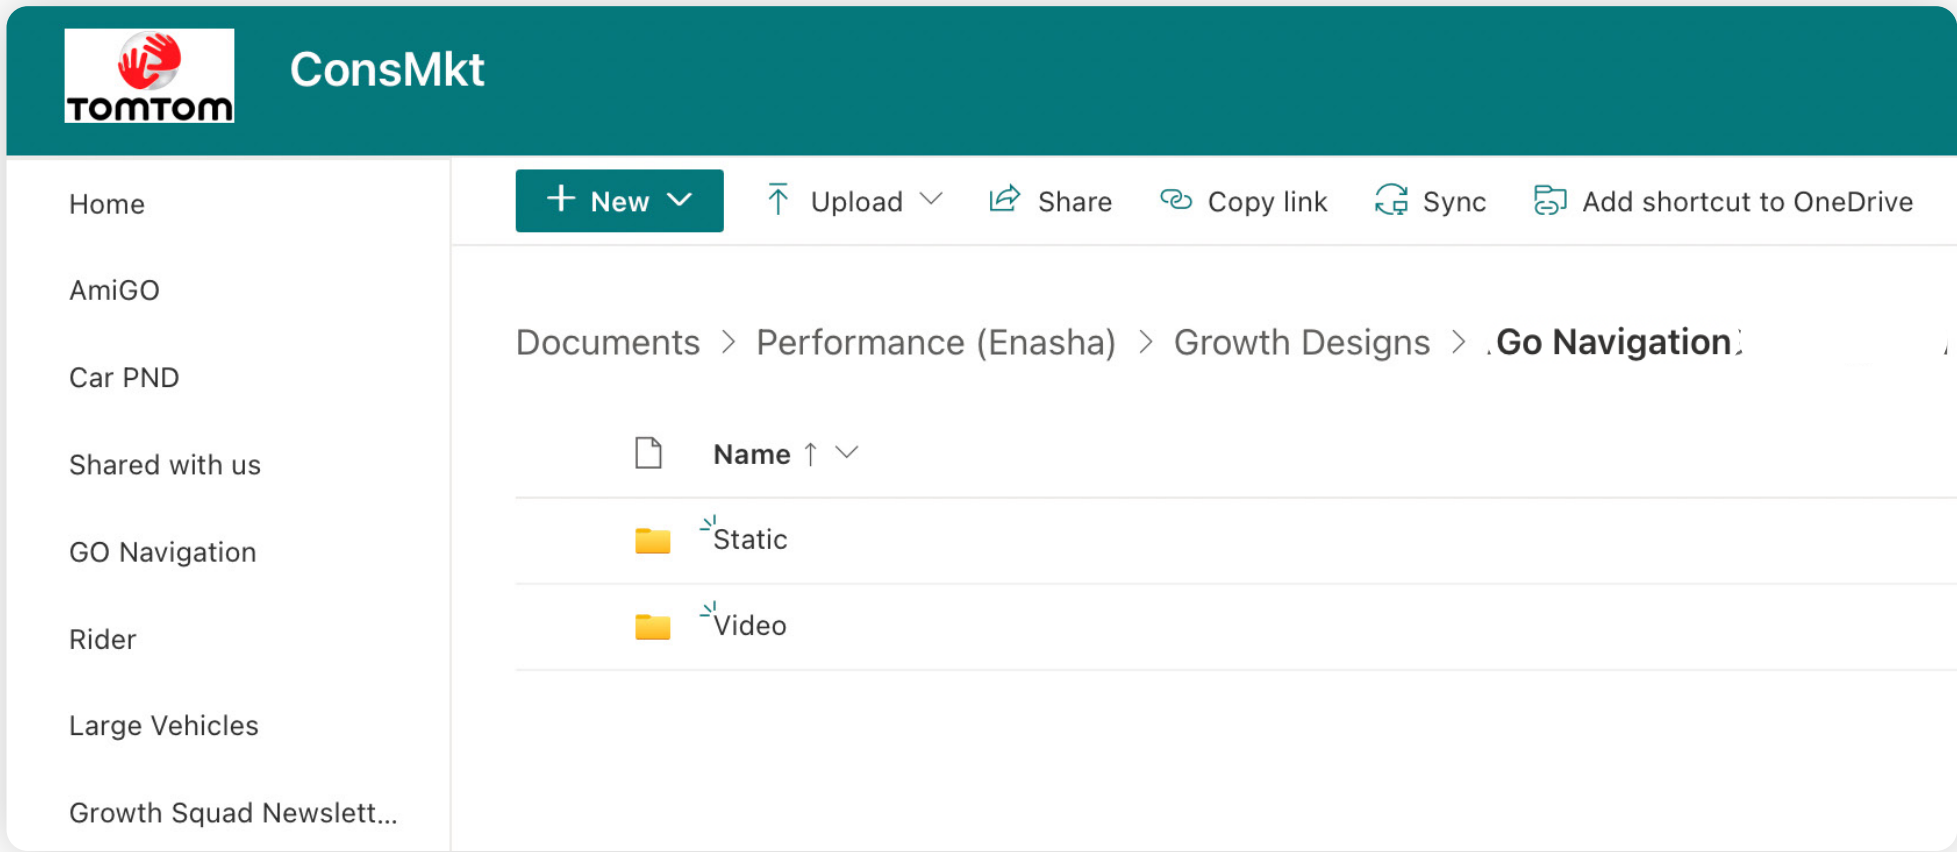 TOMTOM
ConsMkt
Home
AmiGO
Car PND
Shared with us
GO Navigation
Rider
Large Vehicles
Growth Squad Newslett...
New
Upload
Share
Copy link
Sync
Add shortcut to OneDrive
Documents > Performance (Enasha) > Growth Designs > Go Navigation
Name
Static
Video